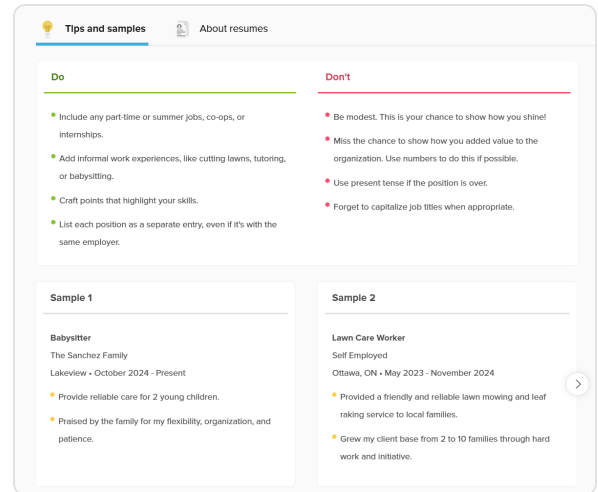 Tips and samples
About resumes
Do
Include any part-time or summer jobs, co-ops, or
internships.
Add informal work experiences, like cutting lawns, tutoring,
or babysitting.
Craft points that highlight your skills.
List each position as a separate entry, even if it's with the
same employer.
Don't
Be modest. This is your chance to show how you shine!
Miss the chance to show how you added value to the
organization. Use numbers to do this if possible.
Use present tense if the position is over.
Forget to capitalize job titles when appropriate.
Sample 1
Babysitter
The Sanchez Family
Lakeview • October 2024 - Present
Provide reliable care for 2 young children.
Praised by the family for my flexibility, organization, and
patience.
Sample 2
Lawn Care Worker
Self Employed
Ottawa, ON • May 2023 - November 2024
Provided a friendly and reliable lawn mowing and leaf
raking service to local families.
Grew my client base from 2 to 10 families through hard
work and initiative.